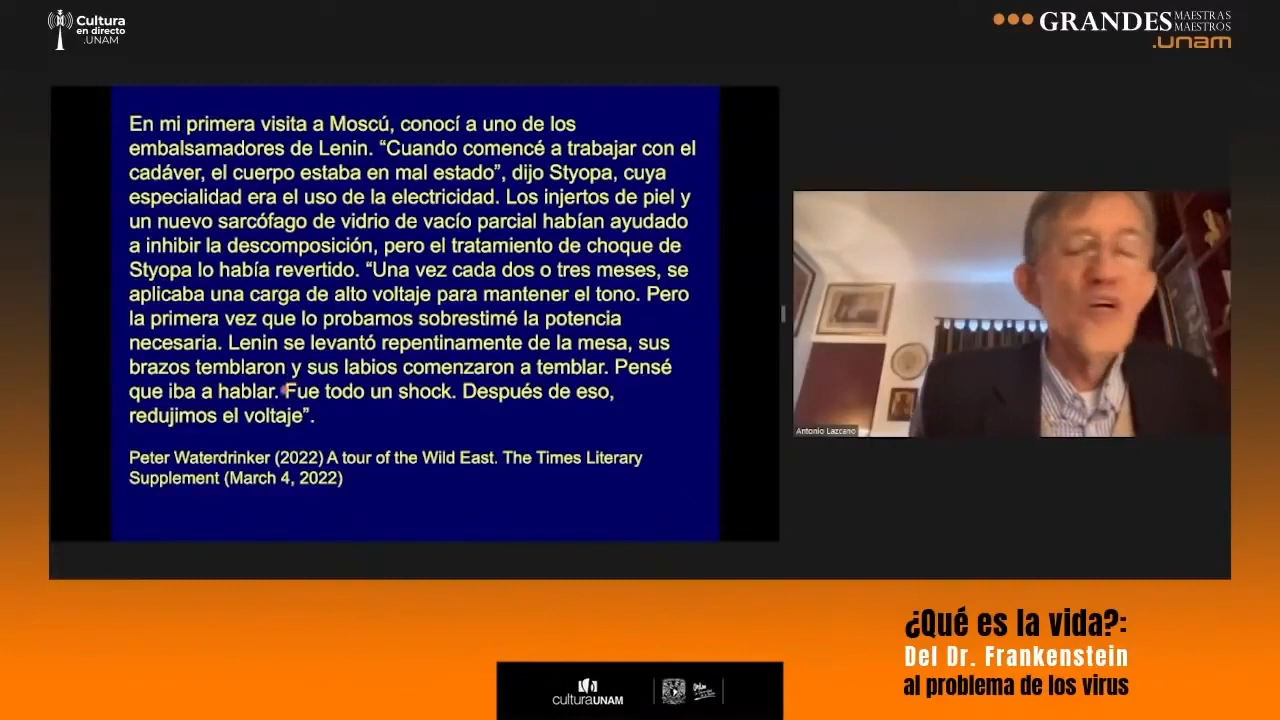 Cultura
en directo
.UNAM
GRANDES MAESTRAS
MAESTROS
.unam
En mi primera visita a Moscú, conocí a uno de los
embalsamadores de Lenin. “Cuando comencé a trabajar con el
cadáver, el cuerpo estaba en mal estado”, dijo Styopa, cuya
especialidad era el uso de la electricidad. Los injertos de piel y
un nuevo sarcófago de vidrio de vacío parcial habían ayudado
a inhibir la descomposición, pero el tratamiento de choque de
Styopa lo había revertido. “Una vez cada dos o tres meses, se
aplicaba una carga de alto voltaje para mantener el tono. Pero
la primera vez que lo probamos sobrestimé la potencia
necesaria. Lenin se levantó repentinamente de la mesa, sus
brazos temblaron y sus labios comenzaron a temblar. Pensé
que iba a hablar. Fue todo un shock. Después de eso,
redujimos el voltaje”.
Peter Waterdrinker (2022) A tour of the Wild East. The Times Literary
Supplement (March 4, 2022)
Antonio Lazcano
¿Qué es la vida?:
Del Dr. Frankenstein
al problema de los virus
culturaUNAM